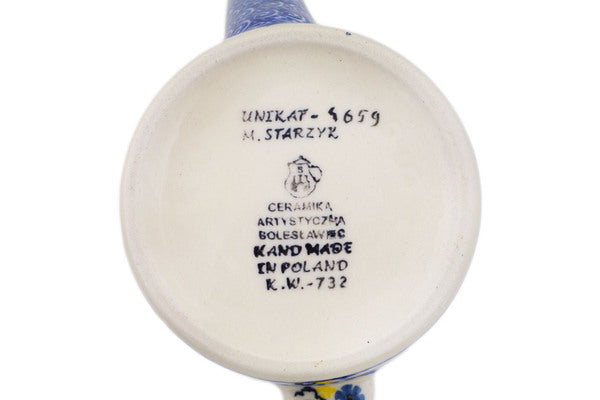 UNIKAT - 4659
M. STARZYK
CERAMIKA
ARTYSTYCZNA
BOLESŁAWIEC
HAND MADE
IN POLAND
K.W.-732